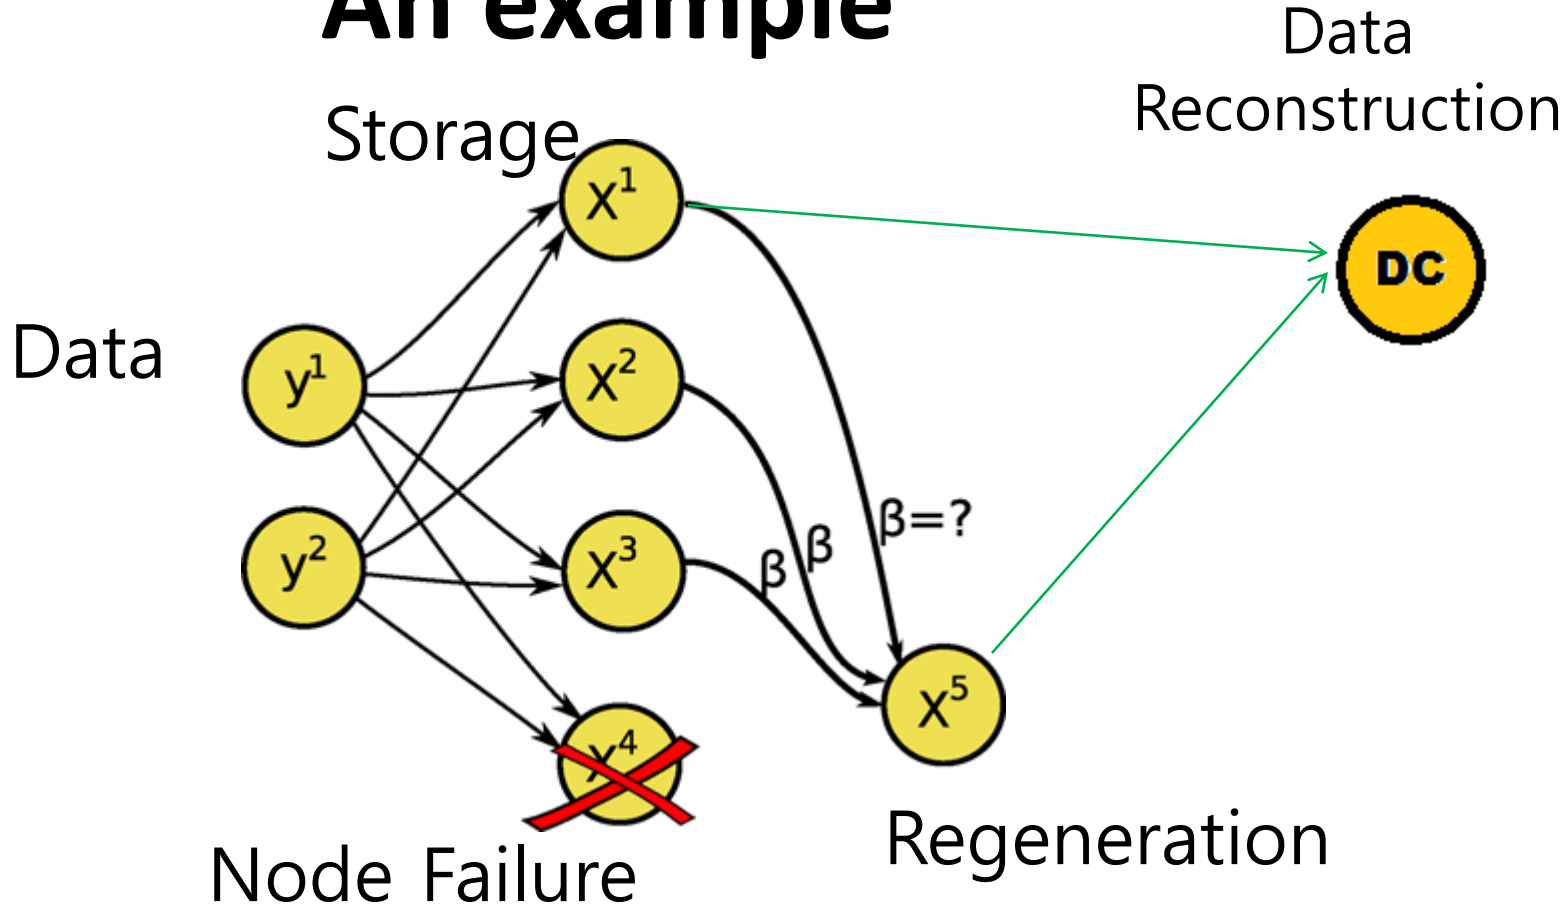 An example
Data
Reconstruction
Storage
x¹
DC
Data
y¹
x²
β=?
β
β
y²
x³
x⁵
x⁴
Regeneration
Node Failure